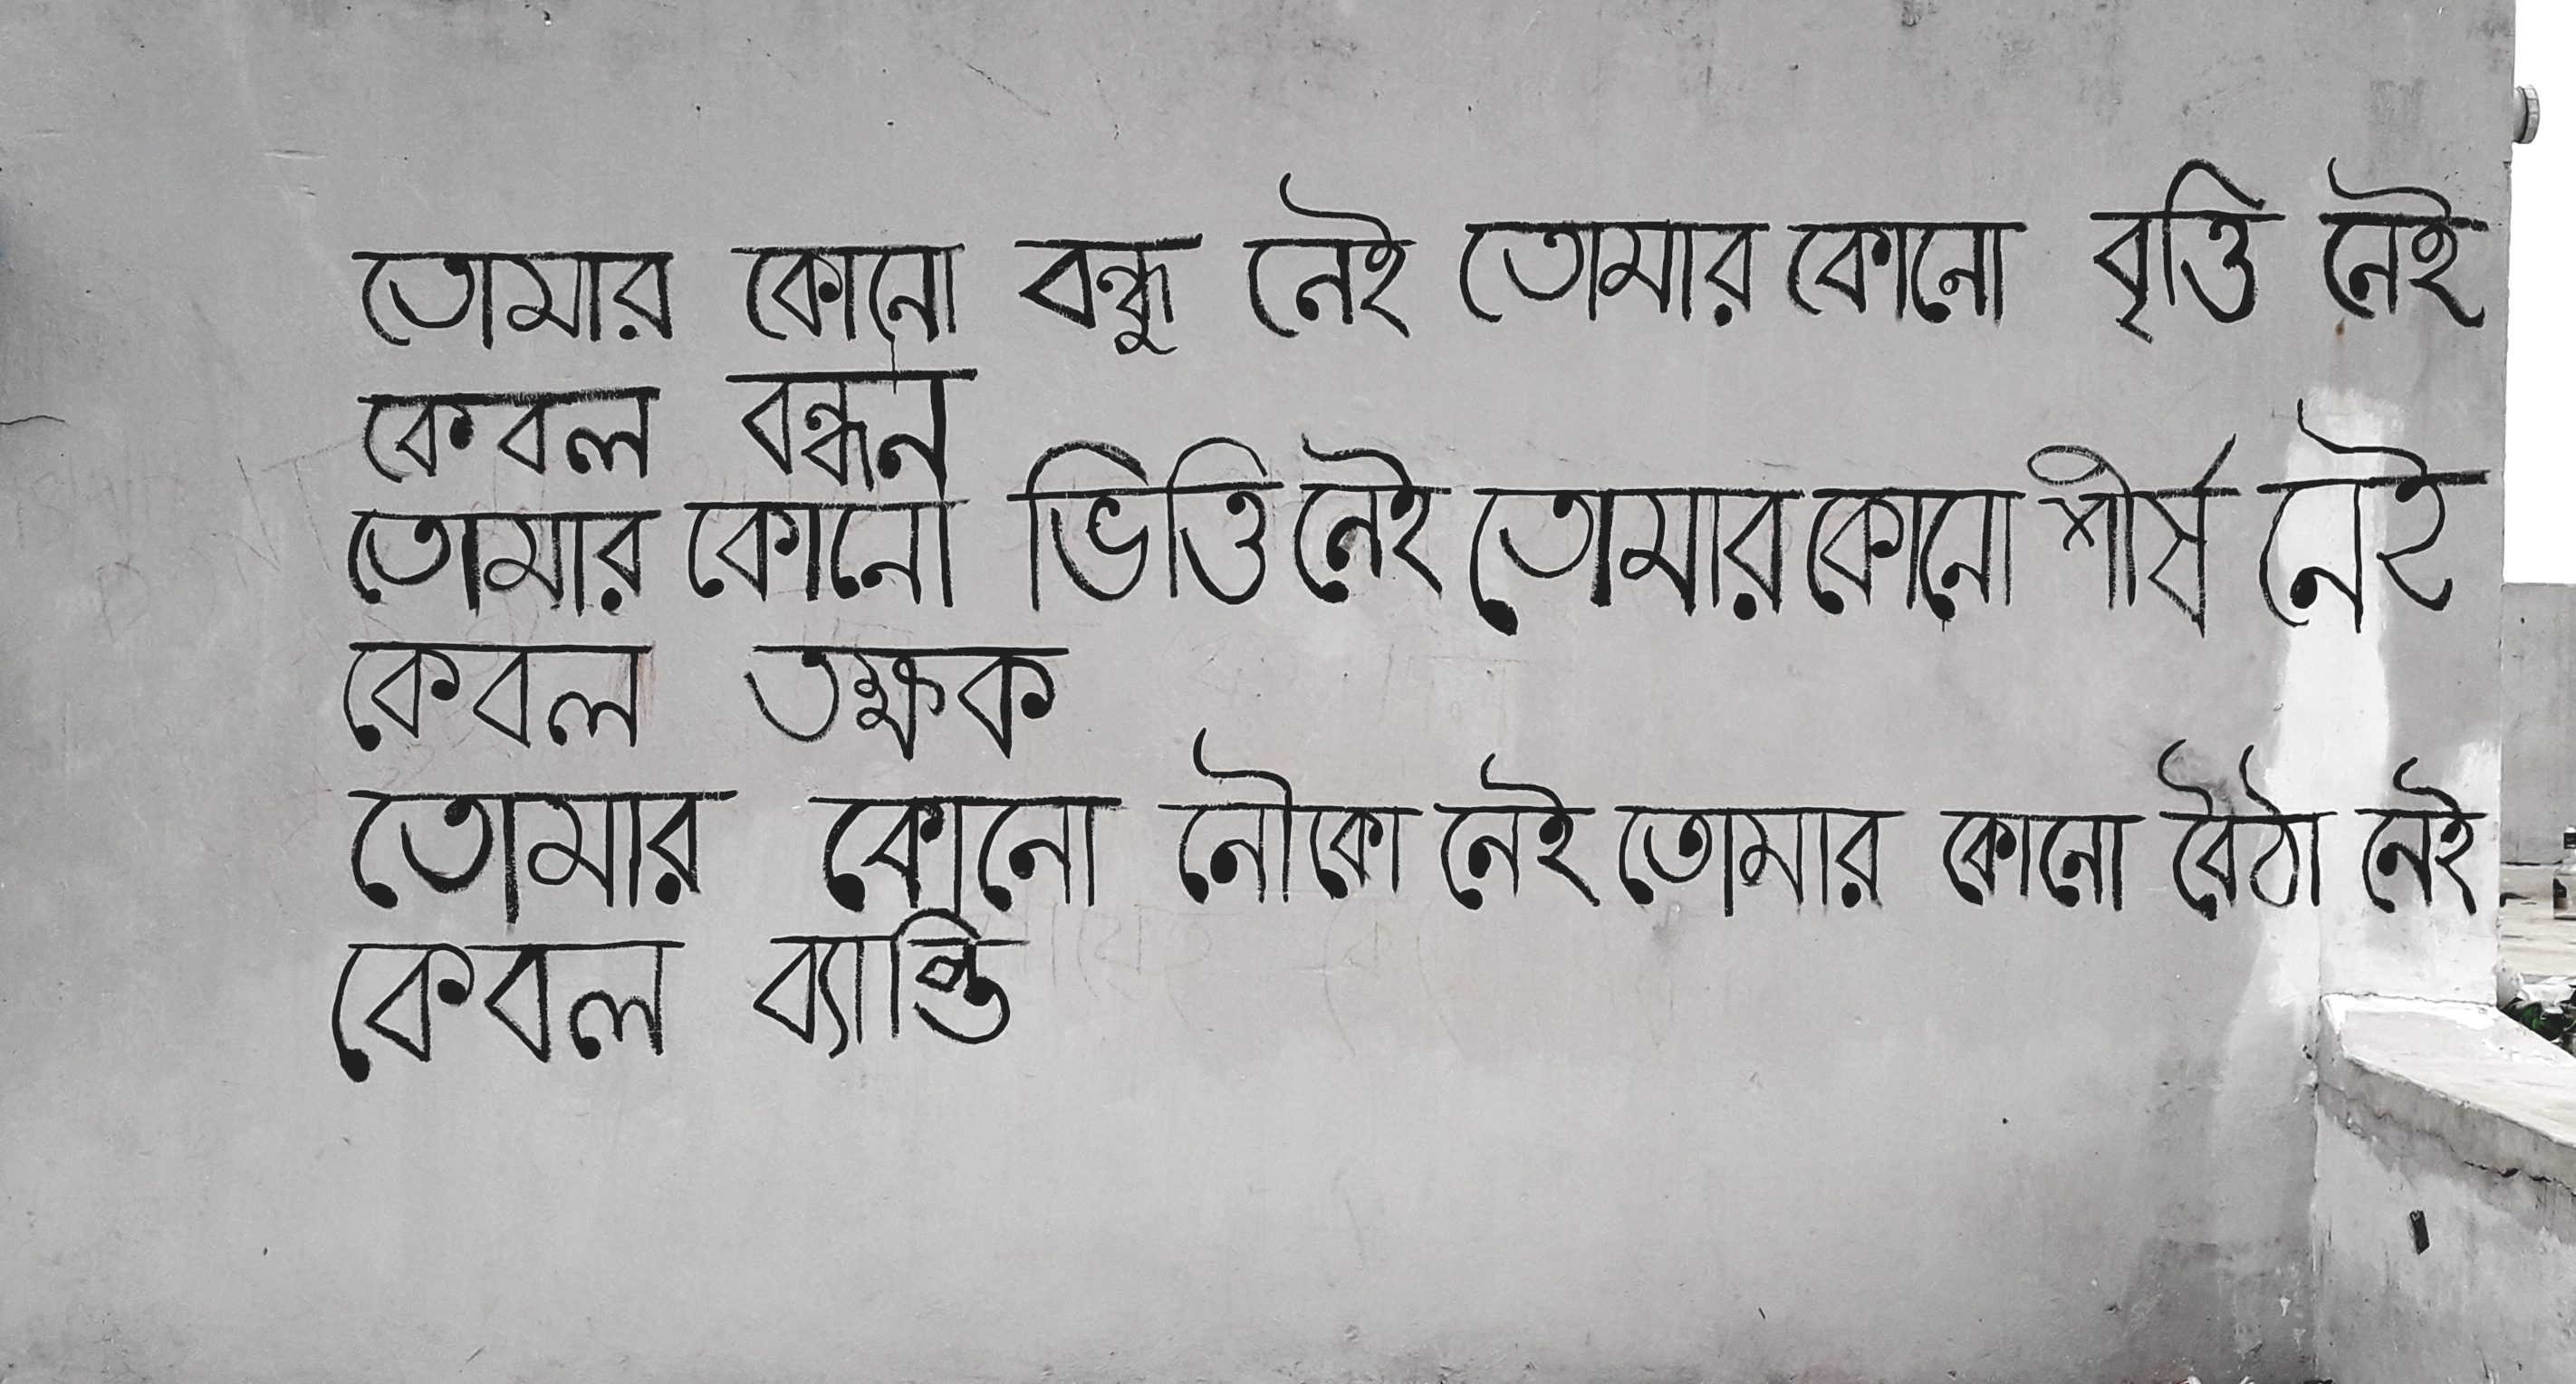 তোমার কোনো বন্ধু নেই তোমার কোনো বৃত্তি নেই
কেবল বন্ধন
তোমার কোনো ভিত্তি নেই তোমার কোনো শীর্ষ নেই
কেবল তক্ষক
তোমার কোনো নৌকো নেই তোমার কোনো বৈঠা নেই
কেবল ব্যাপ্তি